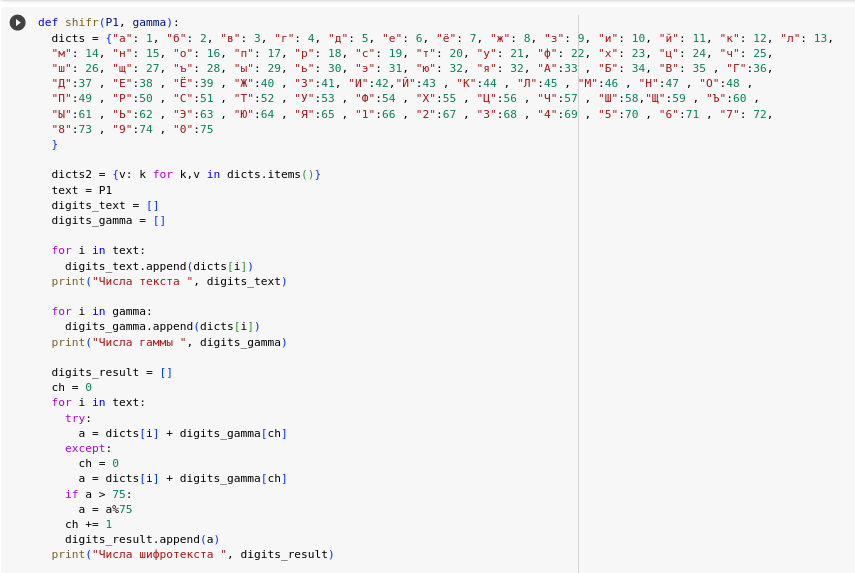 def shifr(P1, gamma):
dicts = {"а": 1, "б": 2, "в": 3, "г": 4, "д": 5, "е": 6, "ё": 7, "ж": 8, "з": 9, "и": 10, "й": 11, "к": 12, "л": 13,
"м": 14, "н": 15, "о": 16, "п": 17, "р": 18, "с": 19, "т": 20, "у": 21, "ф": 22, "х": 23, "ц": 24, "ч": 25,
"ш": 26, "щ": 27, "ъ": 28, "ы": 29, "ь": 30, "э": 31, "ю": 32, "я": 32, "А":33 , "Б": 34, "В": 35 , "Г":36,
"Д":37 , "Е":38 , "Ё":39 , "Ж":40 , "З":41, "И":42,"Й":43 , "К":44 , "Л":45 , "М":46 , "Н":47 , "О":48 ,
"П":49 , "Р":50 , "С":51 , "Т":52 , "У":53 , "Ф":54 , "Х":55 , "Ц":56 , "Ч":57 , "Ш":58,"Щ":59 , "Ъ":60 ,
"Ы":61 , "Ь":62 , "Э":63 , "Ю":64 , "Я":65 , "1":66 , "2":67 , "3":68 , "4":69 , "5":70 , "6":71 , "7": 72,
"8":73 , "9":74 , "0":75
}
dicts2 = {v: k for k,v in dicts.items()}
text = P1
digits_text = []
digits_gamma = []
for i in text:
digits_text.append(dicts[i])
print("Числа текста ", digits_text)
for i in gamma:
digits_gamma.append(dicts[i])
print("Числа гаммы ", digits_gamma)
digits_result = []
ch = 0
for i in text:
try:
a = dicts[i] + digits_gamma[ch]
except:
ch = 0
a = dicts[i] + digits_gamma[ch]
if a > 75:
a = a%75
ch += 1
digits_result.append(a)
print("Числа шифротекста ", digits_result)